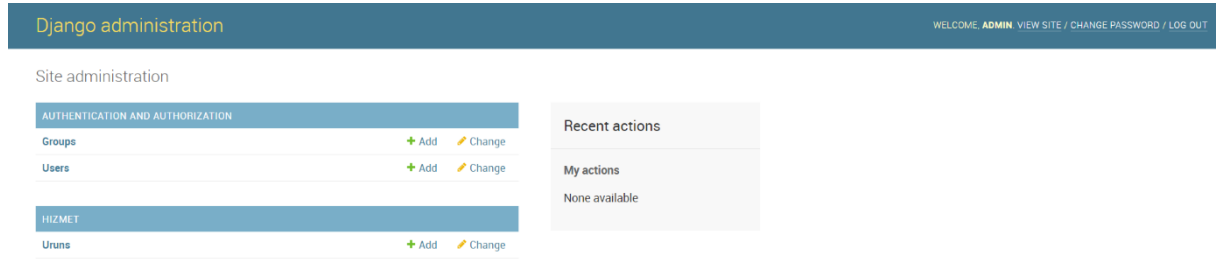 Django administration
WELCOME, ADMIN. VIEW SITE / CHANGE PASSWORD / LOG OUT
Site administration
AUTHENTICATION AND AUTHORIZATION
Groups + Add Change
Users + Add Change
HIZMET
Uruns + Add Change
Recent actions
My actions
None available